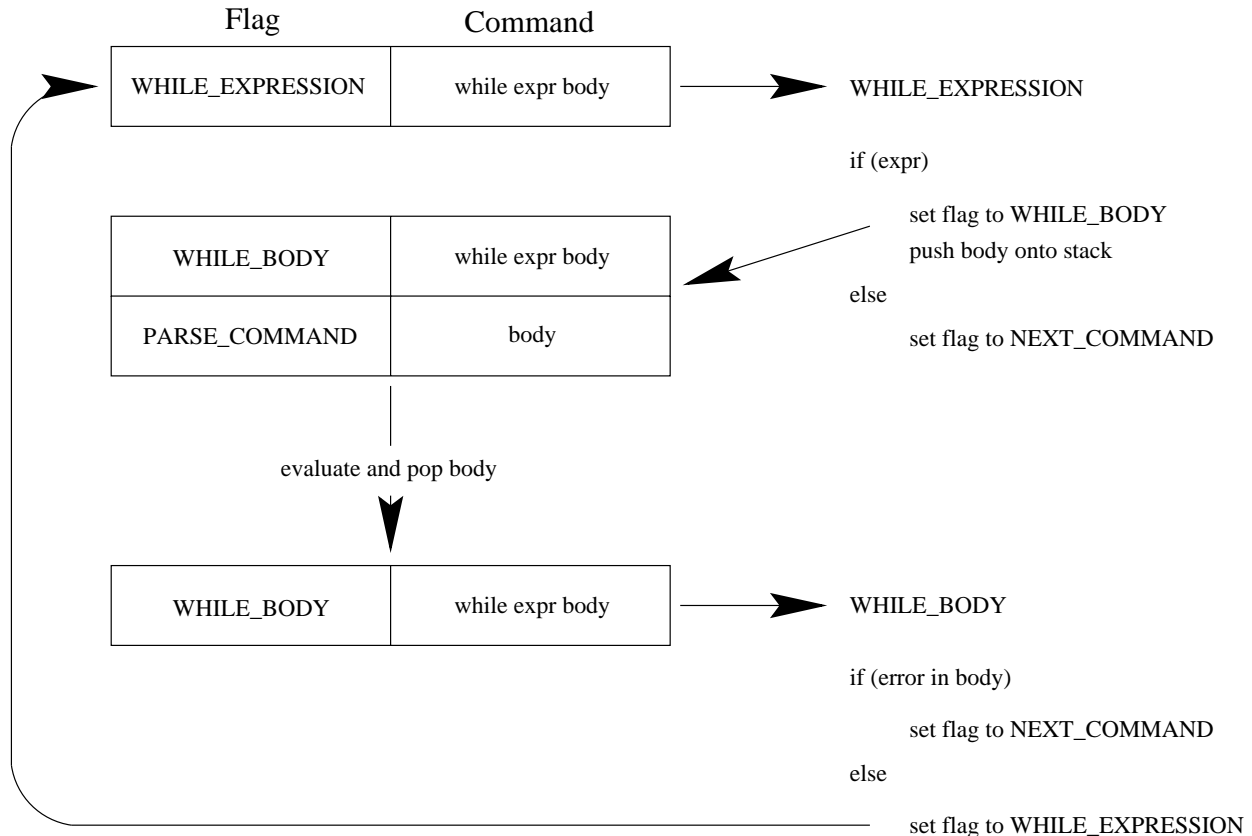 Flag Command
WHILE_EXPRESSION while expr body WHILE_EXPRESSION
if (expr)
set flag to WHILE_BODY
push body onto stack
WHILE_BODY while expr body
else
PARSE_COMMAND body
set flag to NEXT_COMMAND
evaluate and pop body
WHILE_BODY while expr body WHILE_BODY
if (error in body)
set flag to NEXT_COMMAND
else
set flag to WHILE_EXPRESSION